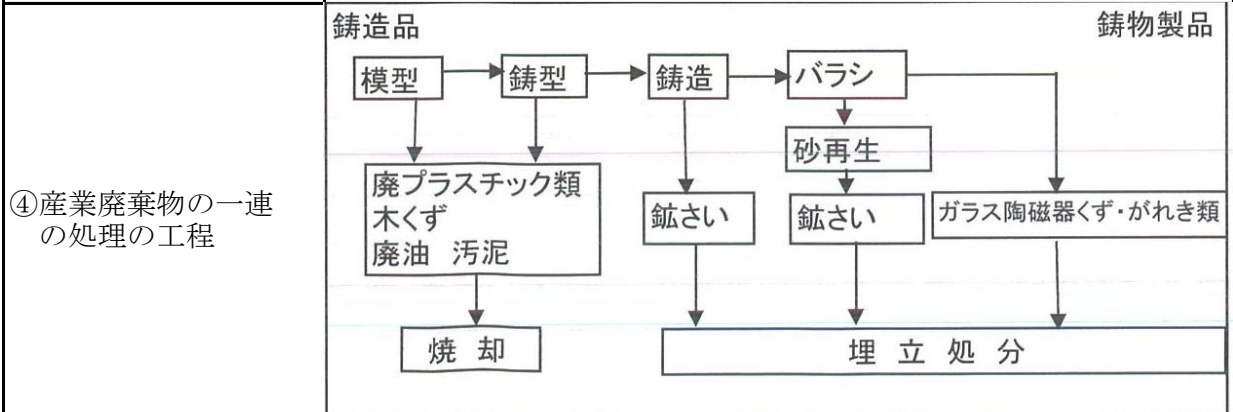 ④産業廃棄物の一連
の処理の工程
鋳造品
鋳物製品
模型
鋳型
鋳造
バラシ
砂再生
廃プラスチック類
木くず
廃油 汚泥
鉱さい
鉱さい
ガラス陶磁器くず・がれき類
焼 却
埋 立 処 分